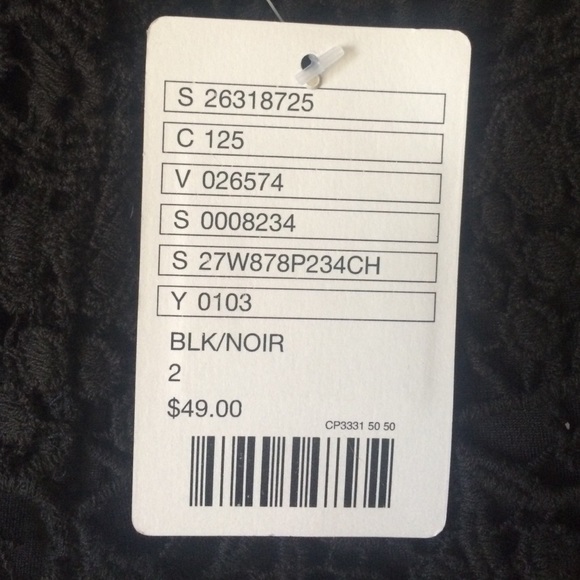 S 26318725
C 125
V 026574
S 0008234
S 27W878P234CH
Y 0103
BLK/NOIR
2
$49.00
CP3331 50 50